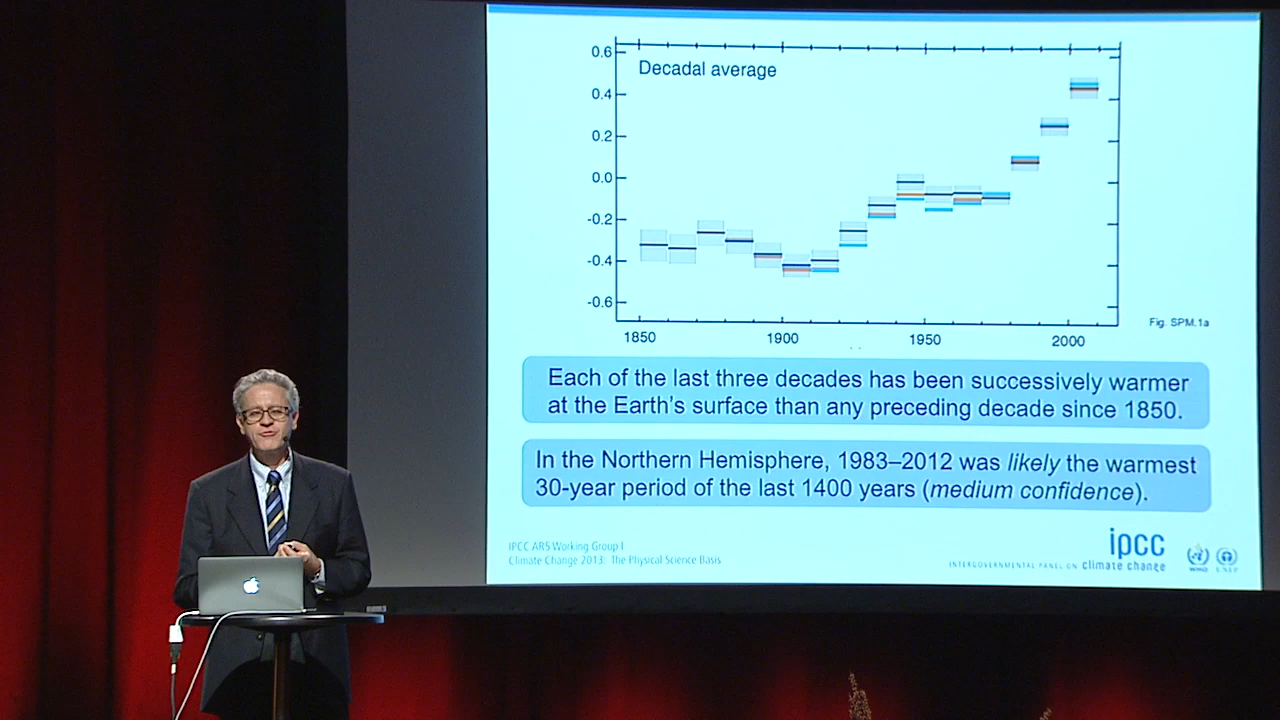 0.6
Decadal average
0.4
0.2
0.0
-0.2
-0.4
-0.6
1850 1900 1950 2000
Fig. SPM.1a
Each of the last three decades has been successively warmer
at the Earth's surface than any preceding decade since 1850.
In the Northern Hemisphere, 1983–2012 was likely the warmest
30-year period of the last 1400 years (medium confidence).
IPCC AR5 Working Group I
Climate Change 2013: The Physical Science Basis
ipcc
INTERGOVERNMENTAL PANEL ON climate change
WMO UNEP